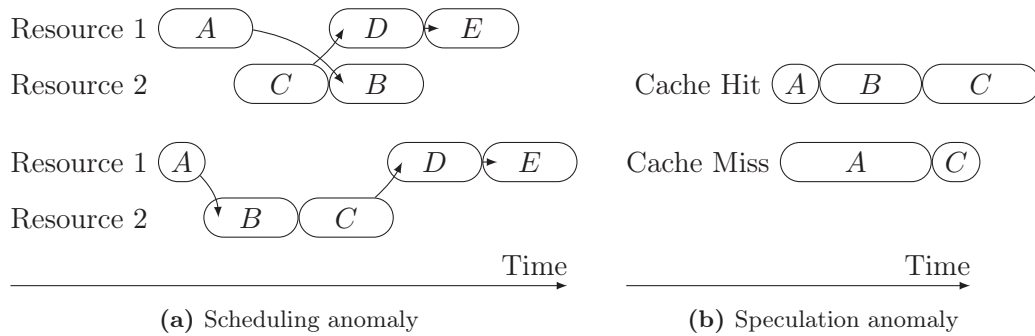 Resource 1 A D E
Resource 2 C B
Resource 1 A D E
Resource 2 B C
Time
(a) Scheduling anomaly
Cache Hit A B C
Cache Miss A C
Time
(b) Speculation anomaly